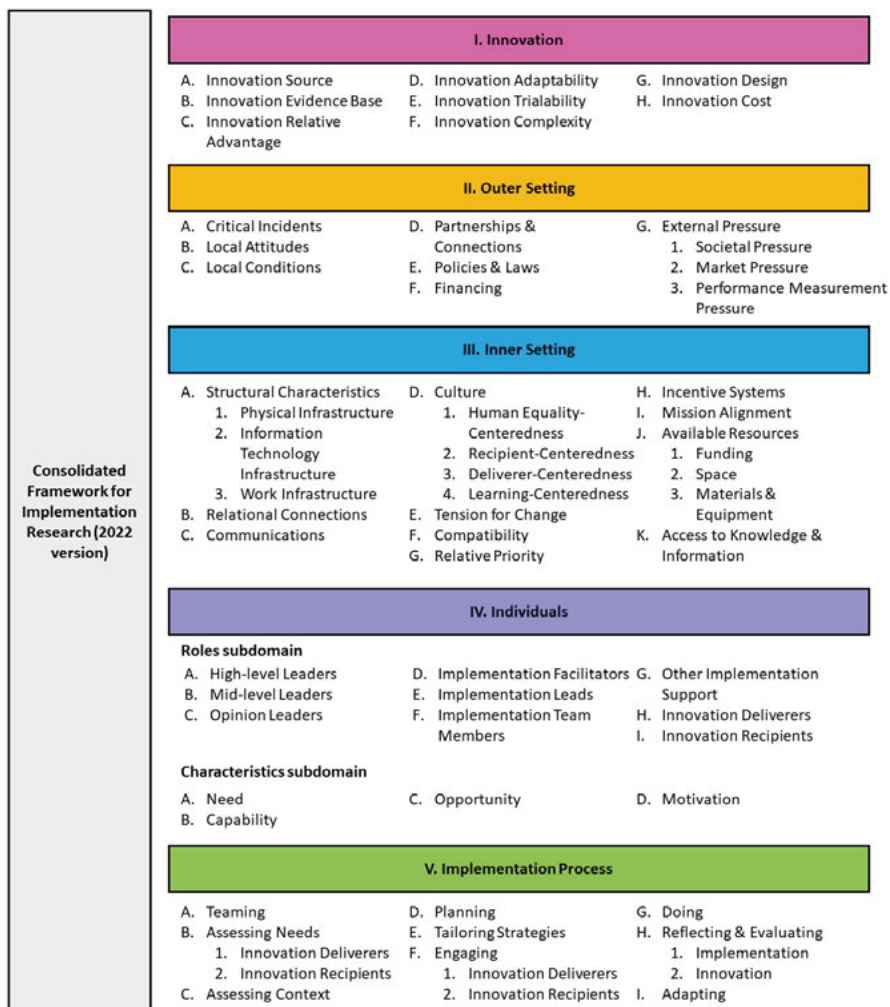 Consolidated
Framework for
Implementation
Research (2022
version)
I. Innovation
A. Innovation Source
B. Innovation Evidence Base
C. Innovation Relative
Advantage
D. Innovation Adaptability
E. Innovation Trialability
F. Innovation Complexity
G. Innovation Design
H. Innovation Cost
II. Outer Setting
A. Critical Incidents
B. Local Attitudes
C. Local Conditions
D. Partnerships &
Connections
E. Policies & Laws
F. Financing
G. External Pressure
1. Societal Pressure
2. Market Pressure
3. Performance Measurement
Pressure
III. Inner Setting
A. Structural Characteristics
1. Physical Infrastructure
2. Information
Technology
Infrastructure
3. Work Infrastructure
B. Relational Connections
C. Communications
D. Culture
1. Human Equality-
Centeredness
2. Recipient-Centeredness
3. Deliverer-Centeredness
4. Learning-Centeredness
E. Tension for Change
F. Compatibility
G. Relative Priority
H. Incentive Systems
I. Mission Alignment
J. Available Resources
1. Funding
2. Space
3. Materials &
Equipment
K. Access to Knowledge &
Information
IV. Individuals
Roles subdomain
A. High-level Leaders
B. Mid-level Leaders
C. Opinion Leaders
D. Implementation Facilitators
E. Implementation Leads
F. Implementation Team
Members
G. Other Implementation
Support
H. Innovation Deliverers
I. Innovation Recipients
Characteristics subdomain
A. Need
B. Capability
C. Opportunity
D. Motivation
V. Implementation Process
A. Teaming
B. Assessing Needs
1. Innovation Deliverers
2. Innovation Recipients
C. Assessing Context
D. Planning
E. Tailoring Strategies
F. Engaging
1. Innovation Deliverers
2. Innovation Recipients
G. Doing
H. Reflecting & Evaluating
1. Implementation
2. Innovation
I. Adapting